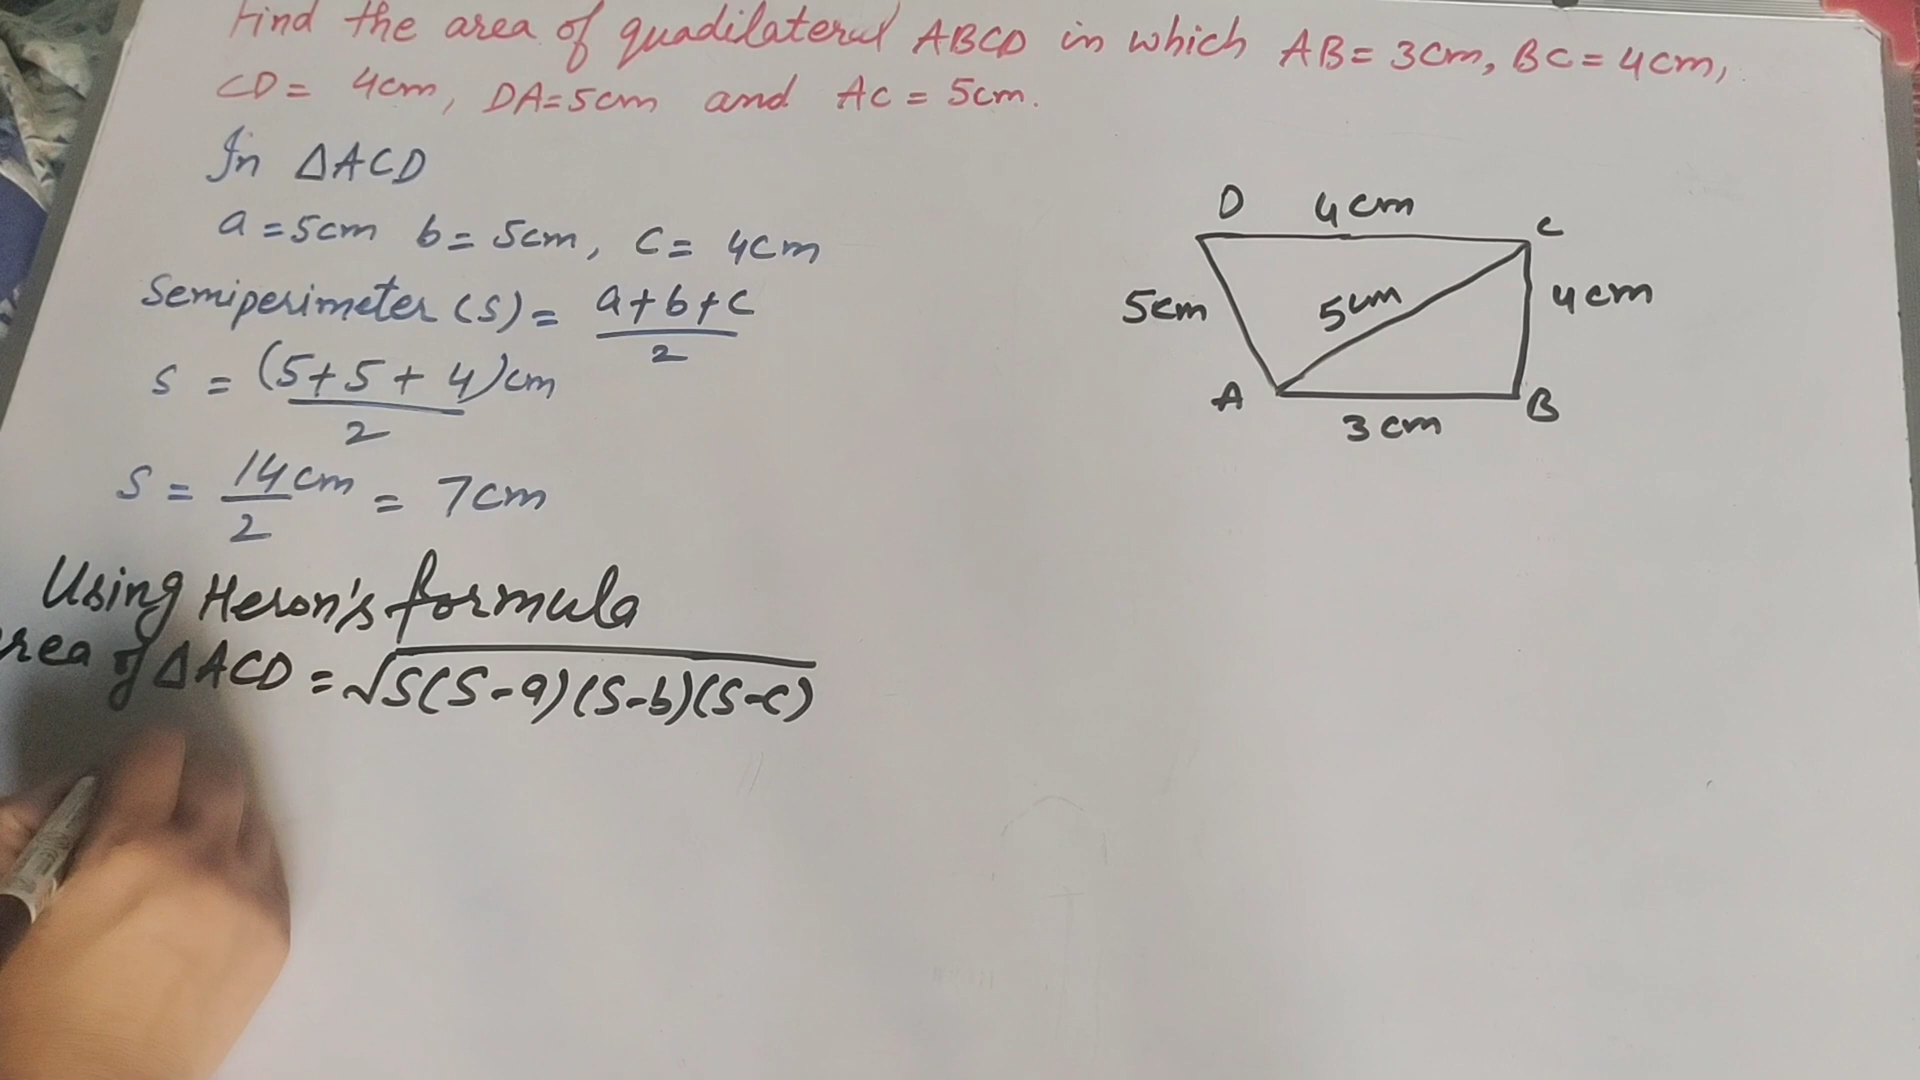 Find the area of quadilateral ABCD in which AB = 3cm, BC = 4cm,
CD = 4cm, DA=5cm and AC = 5cm.
In ΔACD
a =5cm b= 5cm, C= 4cm
Semiperimeter (S) = a+b+c
2
S = (5+5+4)cm
2
S = 14cm = 7cm
2
Using Heron's formula
rea of ΔACD = √S(S-a)(S-b)(S-c)
D 4cm C
5cm 5cm 4cm
A B
3cm